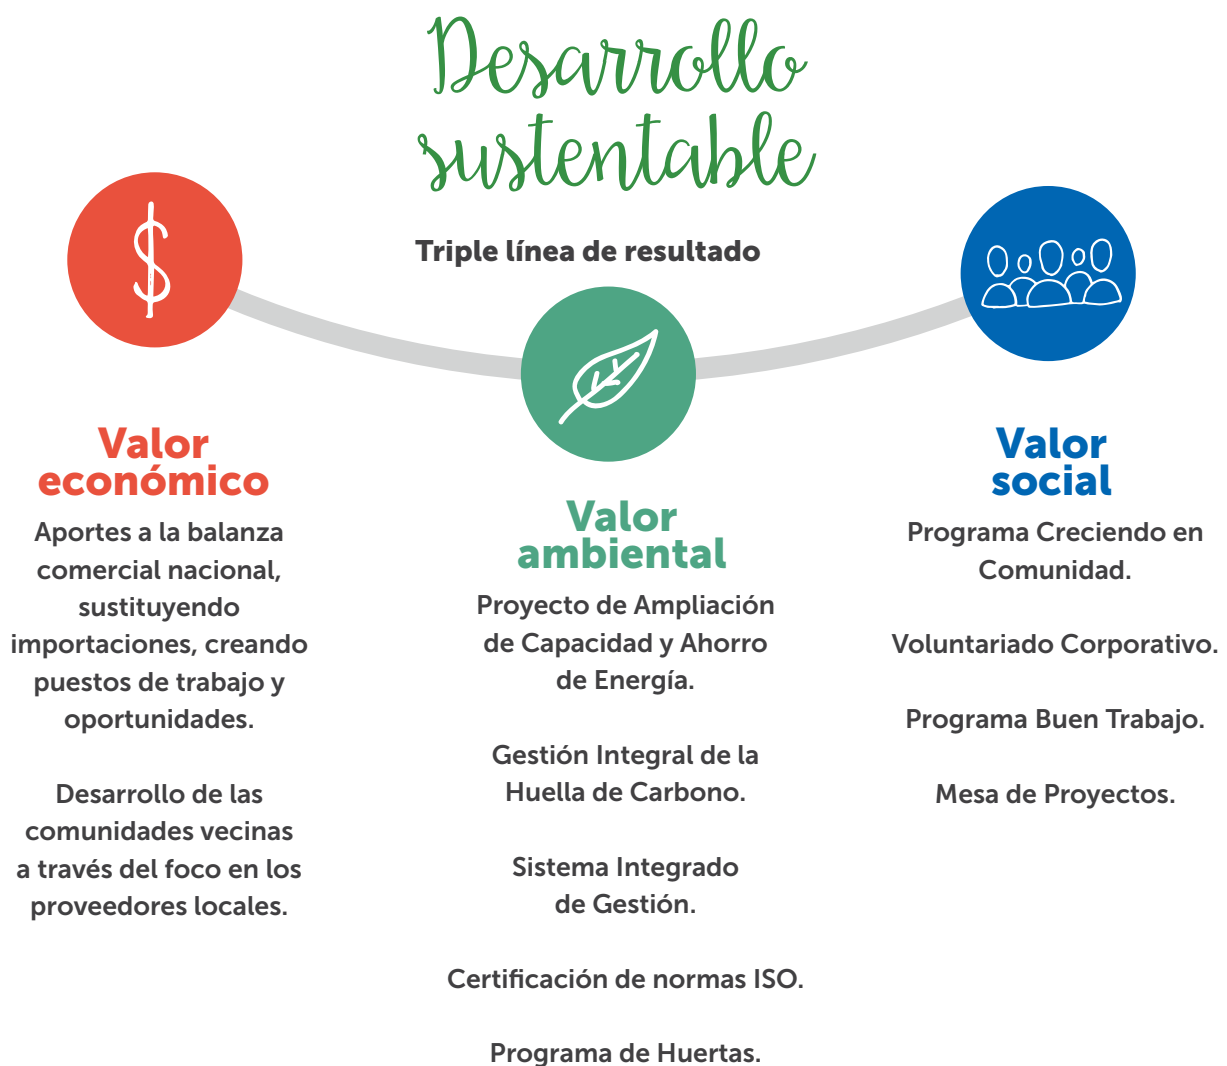 Desarrollo
sustentable
Triple línea de resultado
Valor
económico
Aportes a la balanza
comercial nacional,
sustituyendo
importaciones, creando
puestos de trabajo y
oportunidades.
Desarrollo de las
comunidades vecinas
a través del foco en los
proveedores locales.
Valor
ambiental
Proyecto de Ampliación
de Capacidad y Ahorro
de Energía.
Gestión Integral de la
Huella de Carbono.
Sistema Integrado
de Gestión.
Certificación de normas ISO.
Programa de Huertas.
Valor
social
Programa Creciendo en
Comunidad.
Voluntariado Corporativo.
Programa Buen Trabajo.
Mesa de Proyectos.